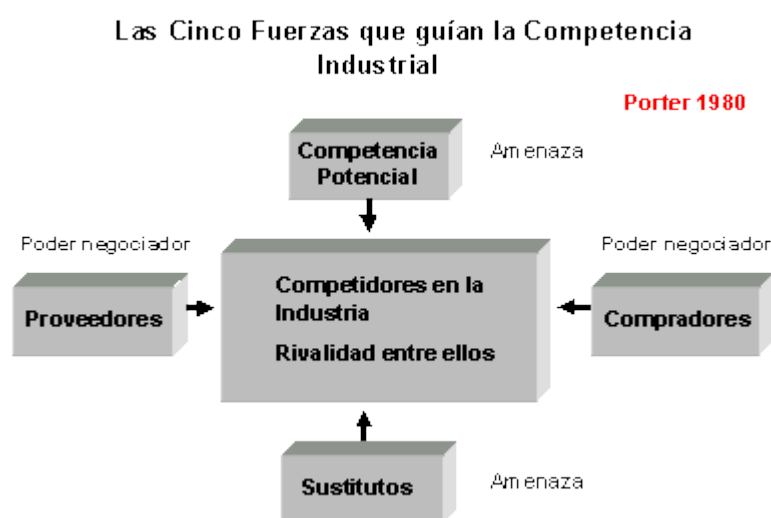 Las Cinco Fuerzas que guían la Competencia
Industrial
Porter 1980
Competencia
Potencial
Amenaza
Poder negociador
Poder negociador
Proveedores
Competidores en la
Industria
Rivalidad entre ellos
Compradores
Sustitutos
Amenaza